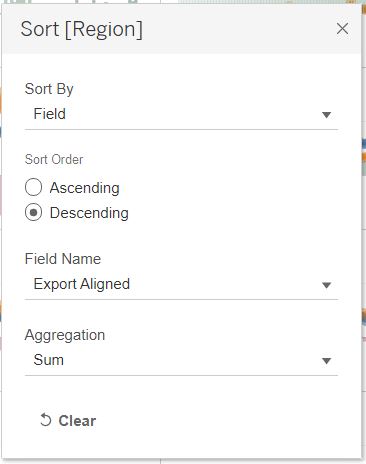 Sort [Region]
Sort By
Field
Sort Order
Ascending
Descending
Field Name
Export Aligned
Aggregation
Sum
Clear